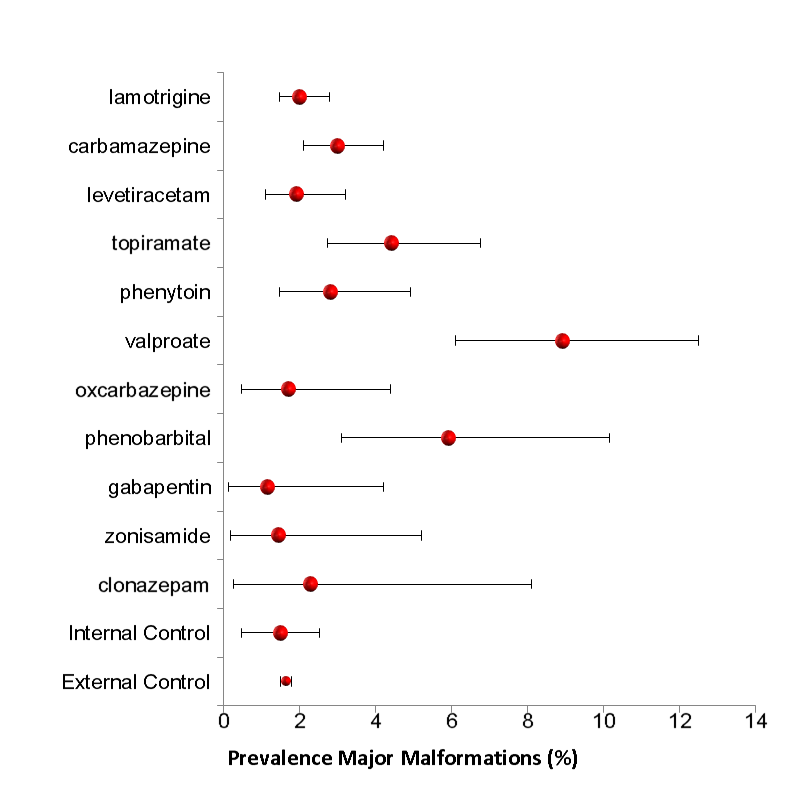 lamotrigine
carbamazepine
levetiracetam
topiramate
phenytoin
valproate
oxcarbazepine
phenobarbital
gabapentin
zonisamide
clonazepam
Internal Control
External Control
0 2 4 6 8 10 12 14
Prevalence Major Malformations (%)